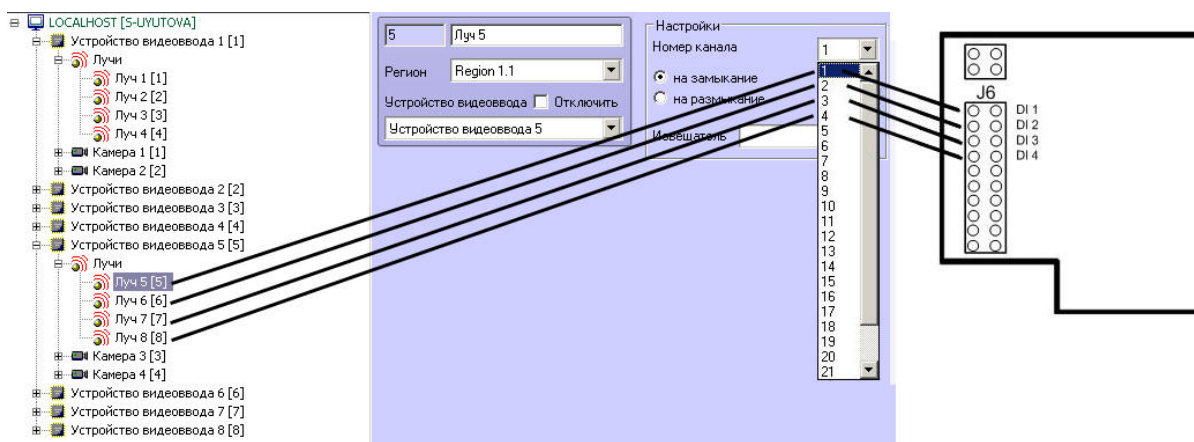 LOCALHOST [S-UYUTOVA]
Устройство видеоввода 1 [1]
Лучи
Луч 1 [1]
Луч 2 [2]
Луч 3 [3]
Луч 4 [4]
Камера 1 [1]
Камера 2 [2]
Устройство видеоввода 2 [2]
Устройство видеоввода 3 [3]
Устройство видеоввода 4 [4]
Устройство видеоввода 5 [5]
Лучи
Луч 5 [5]
Луч 6 [6]
Луч 7 [7]
Луч 8 [8]
Камера 3 [3]
Камера 4 [4]
Устройство видеоввода 6 [6]
Устройство видеоввода 7 [7]
Устройство видеоввода 8 [8]
5 Луч 5
Регион Region 1.1
Устройство видеоввода Отключить
Устройство видеоввода 5
Настройки
Номер канала 1
на замыкание
на размыкание
Извещатель
1
2
3
4
5
6
7
8
9
10
11
12
13
14
15
16
17
18
19
20
21
J6
DI 1
DI 2
DI 3
DI 4